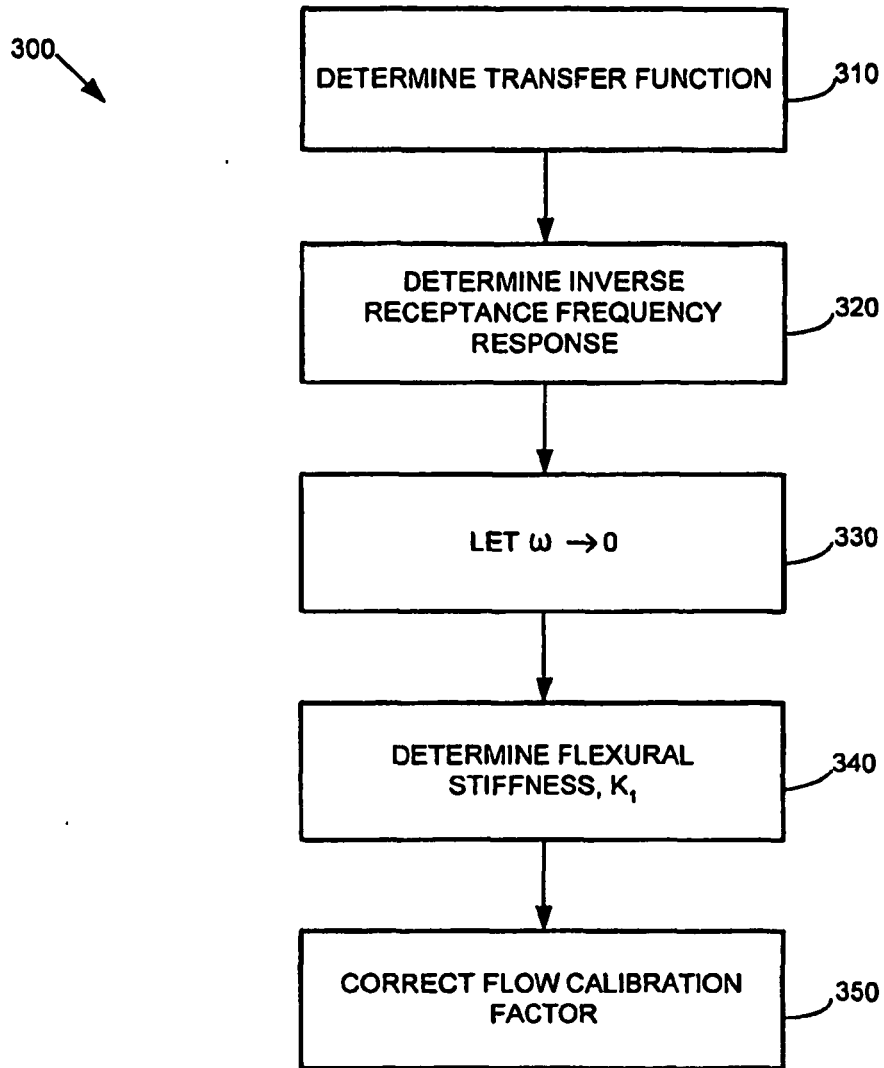 300
DETERMINE TRANSFER FUNCTION
310
DETERMINE INVERSE
RECEPTANCE FREQUENCY
RESPONSE
320
LET ω → 0
330
DETERMINE FLEXURAL
STIFFNESS, K₁
340
CORRECT FLOW CALIBRATION
FACTOR
350